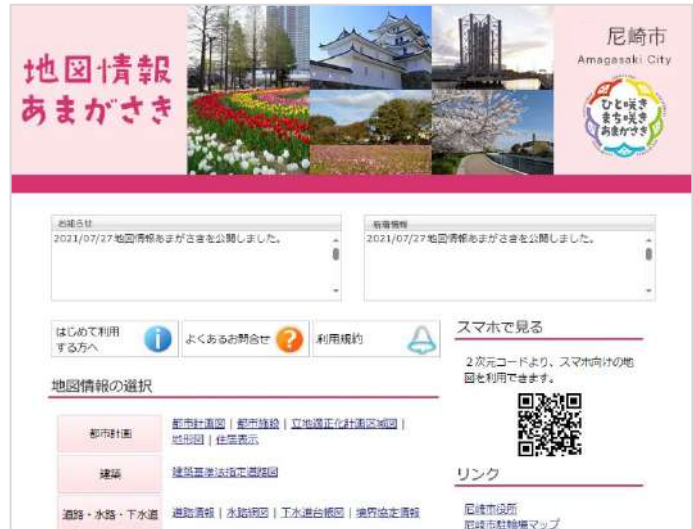 地図情報
あまがさき
尼崎市
Amagasaki City
ひと咲き
まち咲き
あまがさき
お知らせ
2021/07/27地図情報あまがさきを公開しました。
新着情報
2021/07/27地図情報あまがさきを公開しました。
はじめて利用
する方へ
よくあるお問合せ
利用規約
スマホで見る
2次元コードより、スマホ向けの地
図を利用できます。
地図情報の選択
都市計画
都市計画図 | 都市施設 | 立地適正化計画区域図 |
地形図 | 住居表示
建築
建築基準法指定道路図
リンク
道路・水路・下水道
道路情報 | 水路網図 | 下水道台帳図 | 境界協定情報
尼崎市役所
尼崎市駐輪場マップ